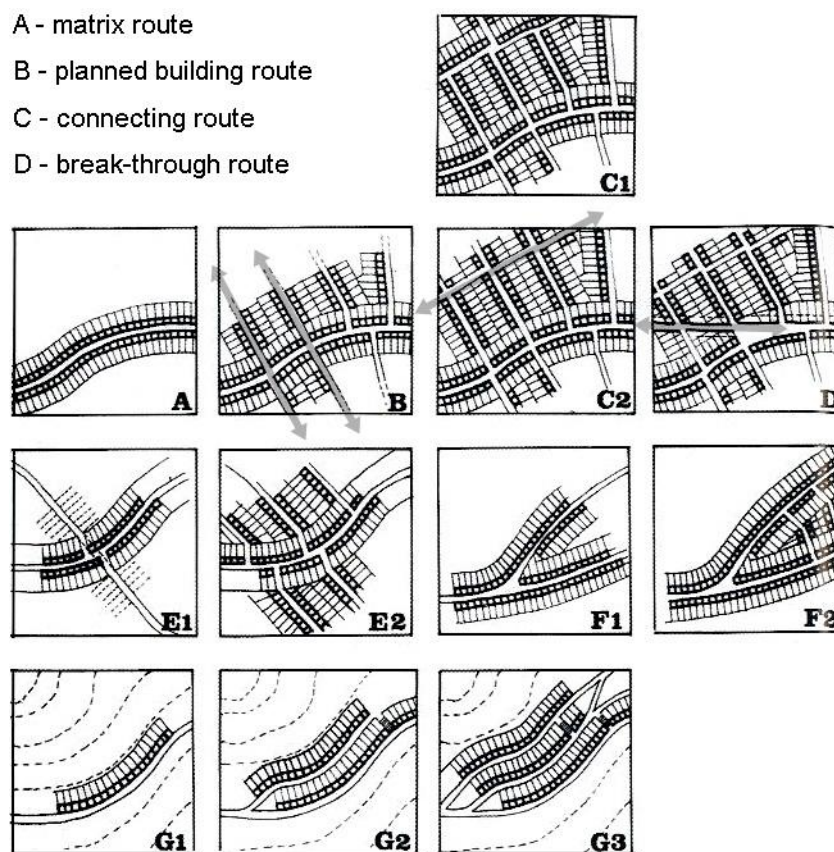 A - matrix route
B - planned building route
C - connecting route
D - break-through route
C1
A
B
C2
D
E1
E2
F1
F2
G1
G2
G3